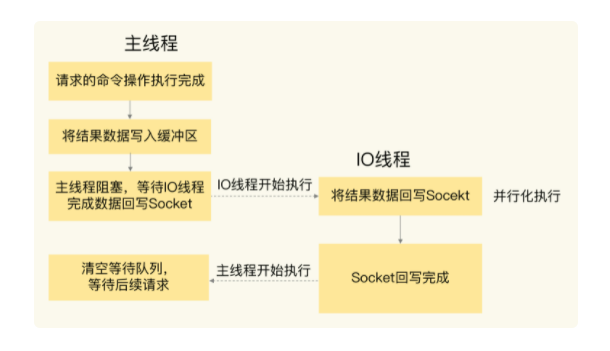 主线程
请求的命令操作执行完成
将结果数据写入缓冲区
主线程阻塞，等待IO线程
完成数据回写Socket
IO线程开始执行
IO线程
将结果数据回写Socekt
并行化执行
Socket回写完成
主线程开始执行
清空等待队列，
等待后续请求